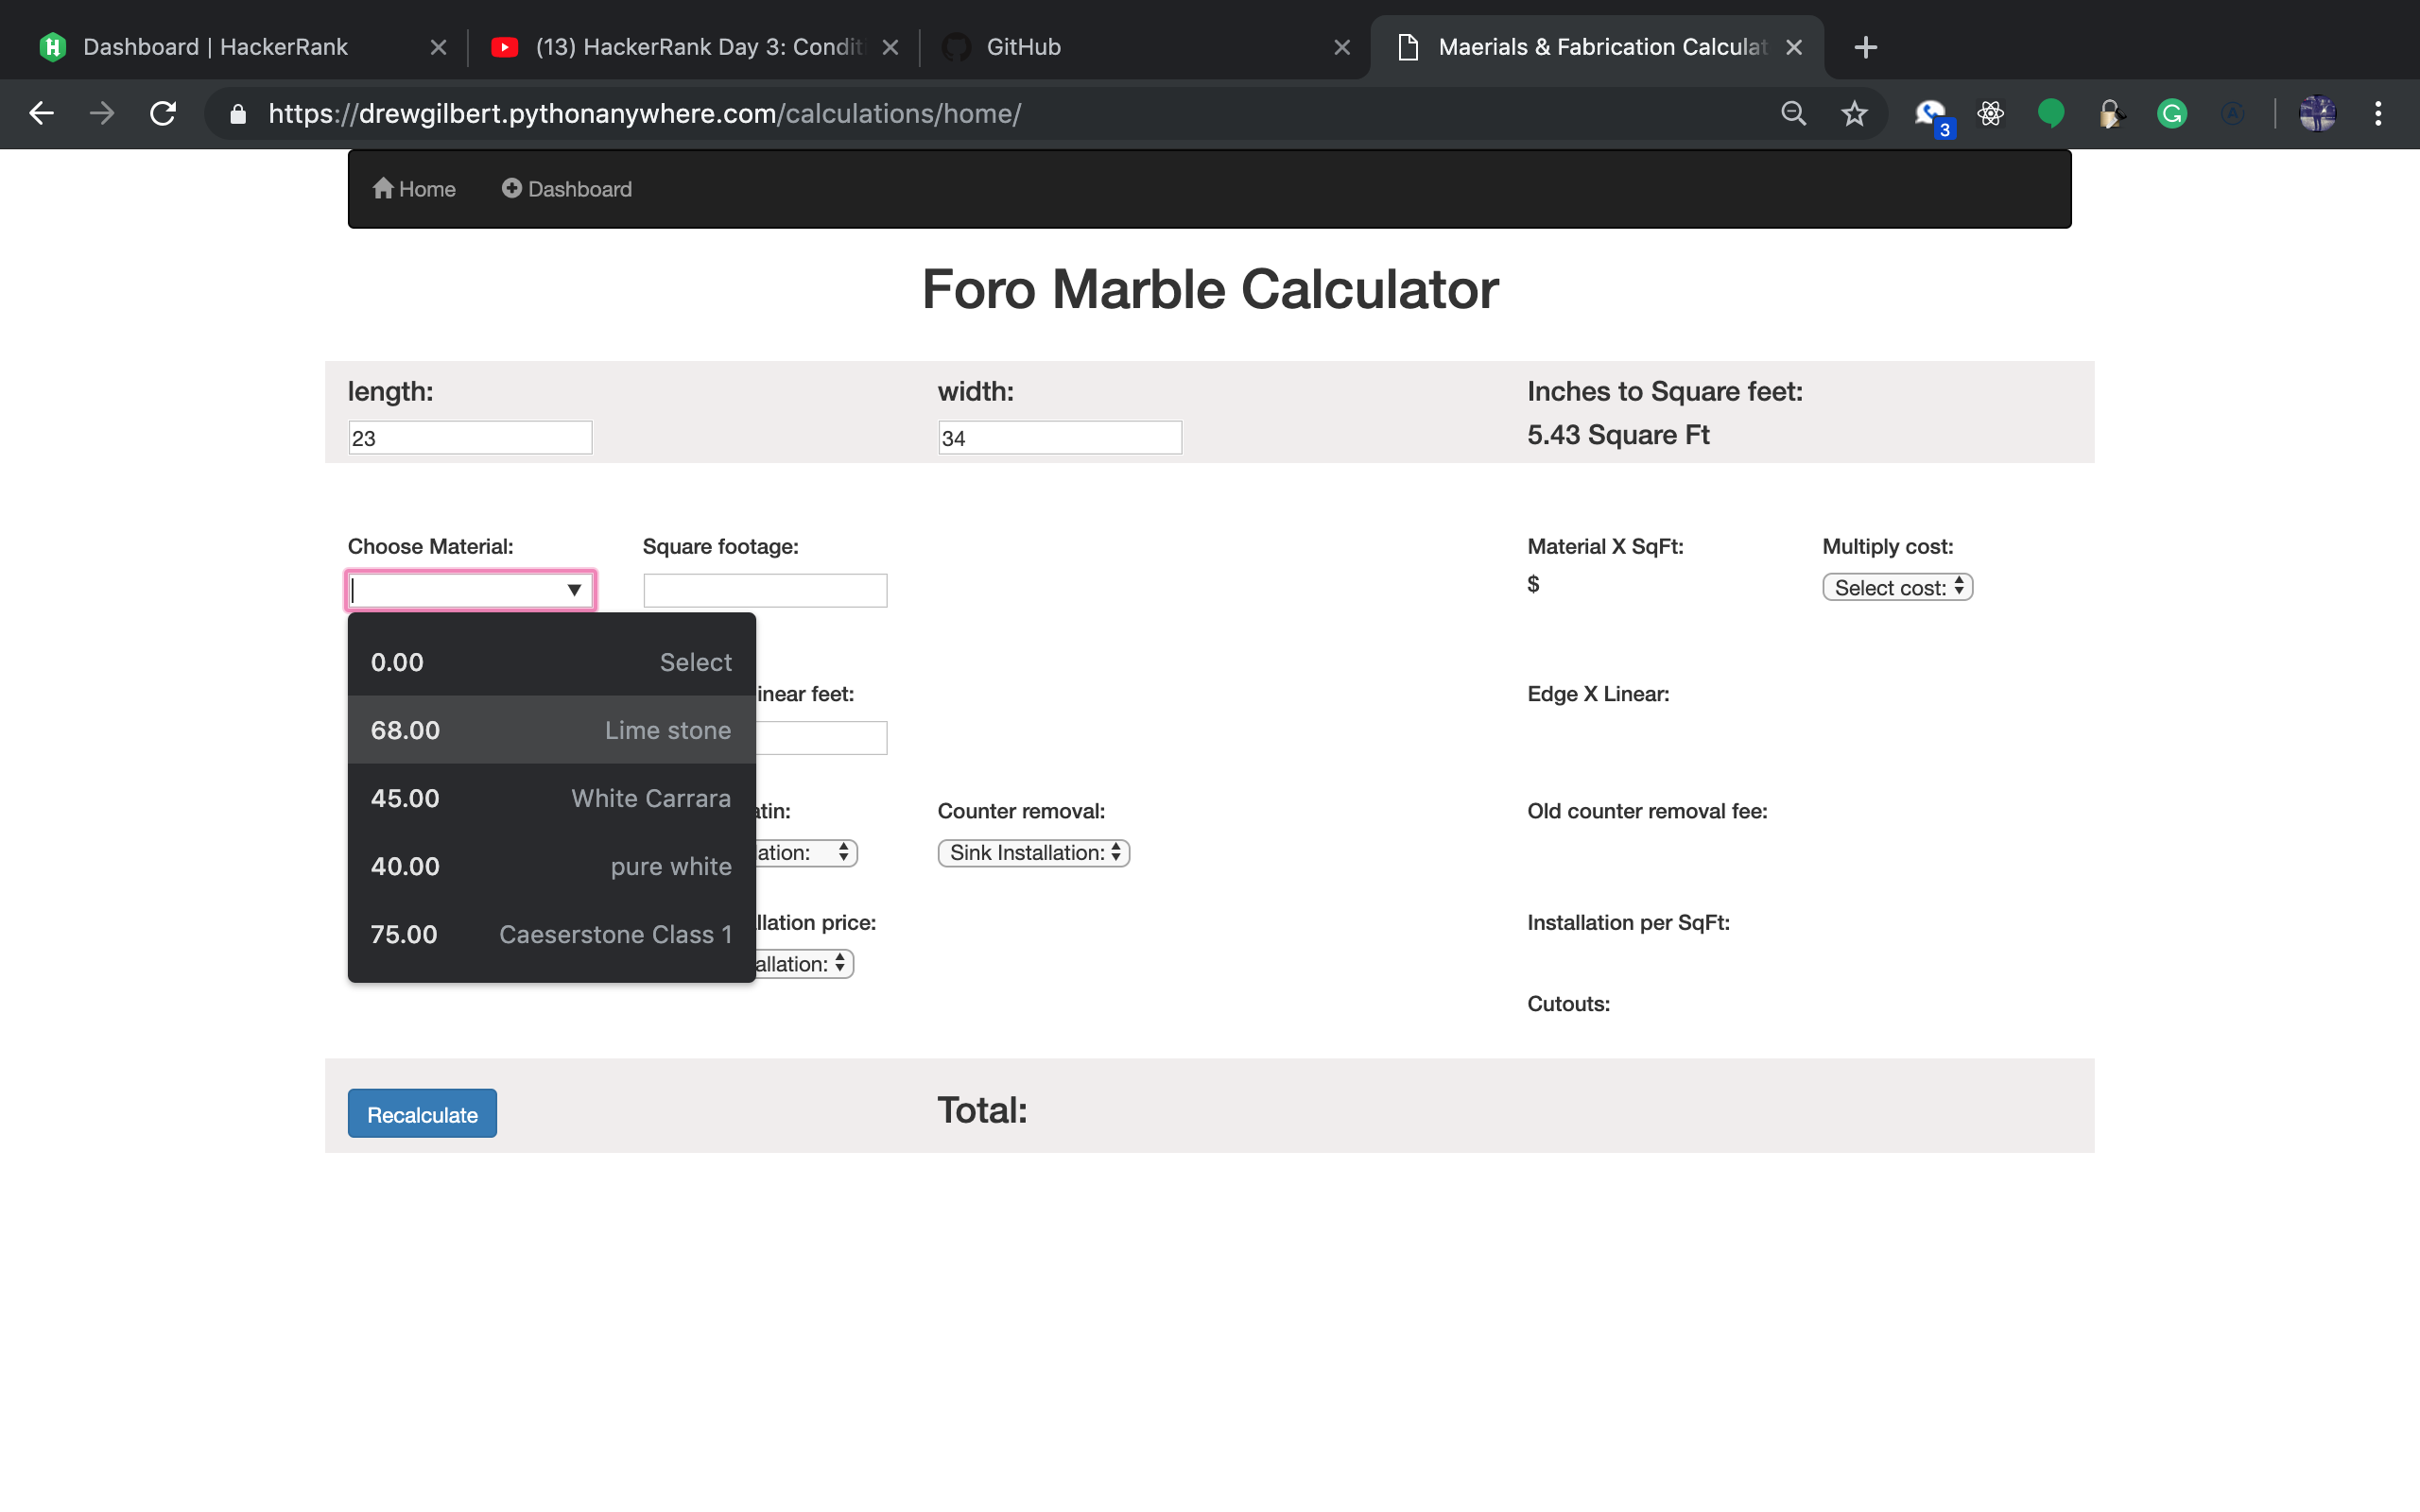 Dashboard | HackerRank
(13) HackerRank Day 3: Condit
GitHub
Maerials & Fabrication Calculat
https://drewgilbert.pythonanywhere.com/calculations/home/
3
Home
Dashboard
Foro Marble Calculator
length:
width:
Inches to Square feet:
23
34
5.43 Square Ft
Choose Material:
Square footage:
Material X SqFt:
Multiply cost:
$
Select cost:
0.00 Select
68.00 Lime stone
45.00 White Carrara
40.00 pure white
75.00 Caeserstone Class 1
inear feet:
Edge X Linear:
atin:
Counter removal:
Old counter removal fee:
ation:
Sink Installation:
llation price:
Installation per SqFt:
allation:
Cutouts:
Recalculate
Total: